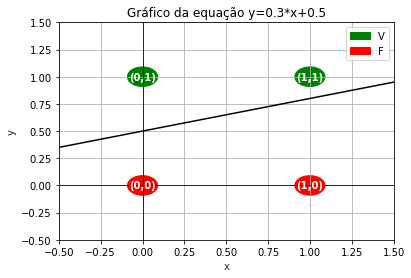 Gráfico da equação y=0.3*x+0.5
1.50
1.25
1.00
0.75
0.50
0.25
0.00
-0.25
-0.50
y
V
F
(0,1)
(1,1)
(0,0)
(1,0)
-0.50 -0.25 0.00 0.25 0.50 0.75 1.00 1.25 1.50
x